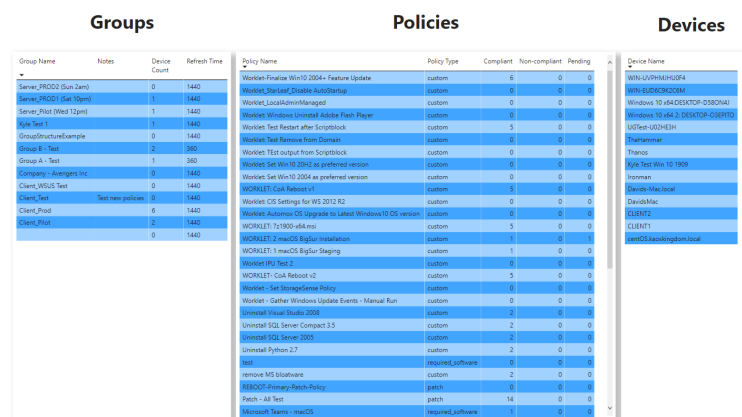 Groups
Policies
Devices
Group Name Notes Device Count Refresh Time
Server_PROD2 (Sun 2am) 0 1440
Server_PROD1 (Sat 10pm) 1 1440
Server_Pilot (Wed 12pm) 1 1440
Kyle Test 1 1 1440
GroupStructureExample 0 1440
Group B - Test 2 360
Group A - Test 1 360
Company - Avengers Inc 0 1440
Client_WSUS Test 0 1440
Client_Test Test new policies 0 1440
Client_Prod 6 1440
Client_Pilot 2 1440
0 1440
Policy Name Policy Type Compliant Non-compliant Pending
Worklet-Finalize Win10 2004+ Feature Update custom 6 0 0
Worklet_StarLeaf_Disable AutoStartup custom 0 0 0
Worklet_LocalAdminManaged custom 0 0 0
Worklet: Windows Uninstall Adobe Flash Player custom 0 0 0
Worklet: Test Restart after Scriptblock custom 5 0 0
Worklet: Test Remove from Domain custom 0 0 0
Worklet: TEst output from Scriptblock custom 0 0 0
Worklet: Set Win10 20H2 as preferred version custom 0 0 0
Worklet: Set Win10 2004 as preferred version custom 0 0 0
WORKLET: CoA Reboot v1 custom 5 0 0
Worklet: CIS Settings for WS 2012 R2 custom 0 0 0
Worklet: Automox OS Upgrade to Latest Windows10 OS version custom 0 0 0
WORKLET: 7z1900-x64.msi custom 5 0 0
WORKLET: 2 macOS BigSur Installation custom 1 0 1
WORKLET: 1 macOS BigSur Staging custom 1 0 0
Worklet IPU Test 2 custom 0 0 0
WORKLET- CoA Reboot v2 custom 5 0 0
Worklet - Set StorageSense Policy custom 0 0 0
Worklet - Gather Windows Update Events - Manual Run custom 0 0 0
Uninstall Visual Studio 2008 custom 2 0 0
Uninstall SQL Server Compact 3.5 custom 2 0 0
Uninstall SQL Server 2005 custom 2 0 0
Uninstall Python 2.7 custom 2 0 0
test required_software 0 0 0
remove MS bloatware custom 2 0 0
REBOOT-Primary-Patch-Policy patch 0 0 0
Patch - All Test patch 14 0 0
Microsoft Teams - macOS required_software 1 0 0
Device Name
WIN-UVPHMJHU0F4
WIN-EUD6C9K2C8M
Windows 10 x64:DESKTOP-D58ONAI
Windows 10 x64 2: DESKTOP-O3EPITO
UGTest-U02HE3H
TheHammer
Thanos
Kyle Test Win 10 1909
Ironman
Davids-Mac.local
DavidsMac
CLIENT2
CLIENT1
centOS.kaoskingdom.local